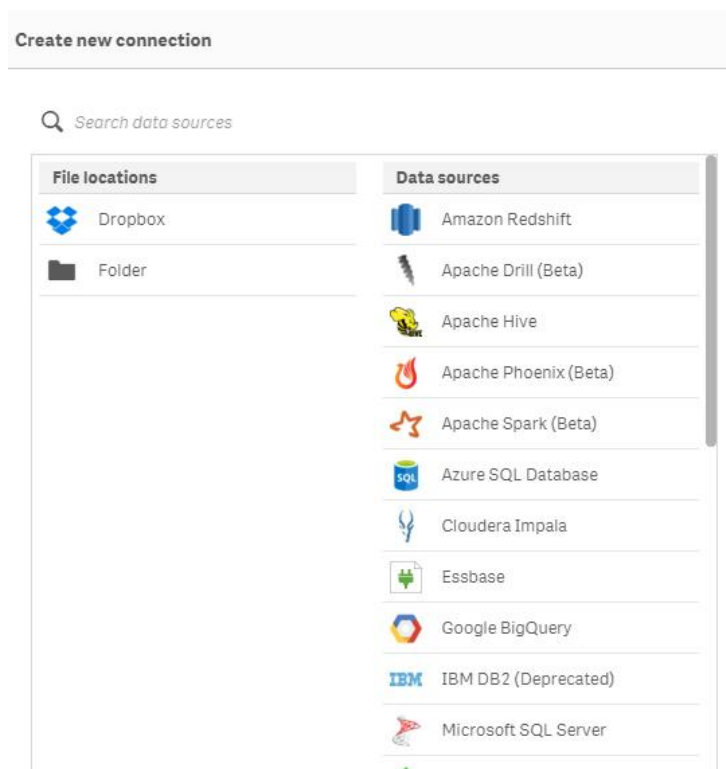 Create new connection
Search data sources
File locations
Dropbox
Folder
Data sources
Amazon Redshift
Apache Drill (Beta)
Apache Hive
HIVE
Apache Phoenix (Beta)
Apache Spark (Beta)
SQL
Azure SQL Database
Cloudera Impala
Essbase
Google BigQuery
IBM
IBM DB2 (Deprecated)
Microsoft SQL Server